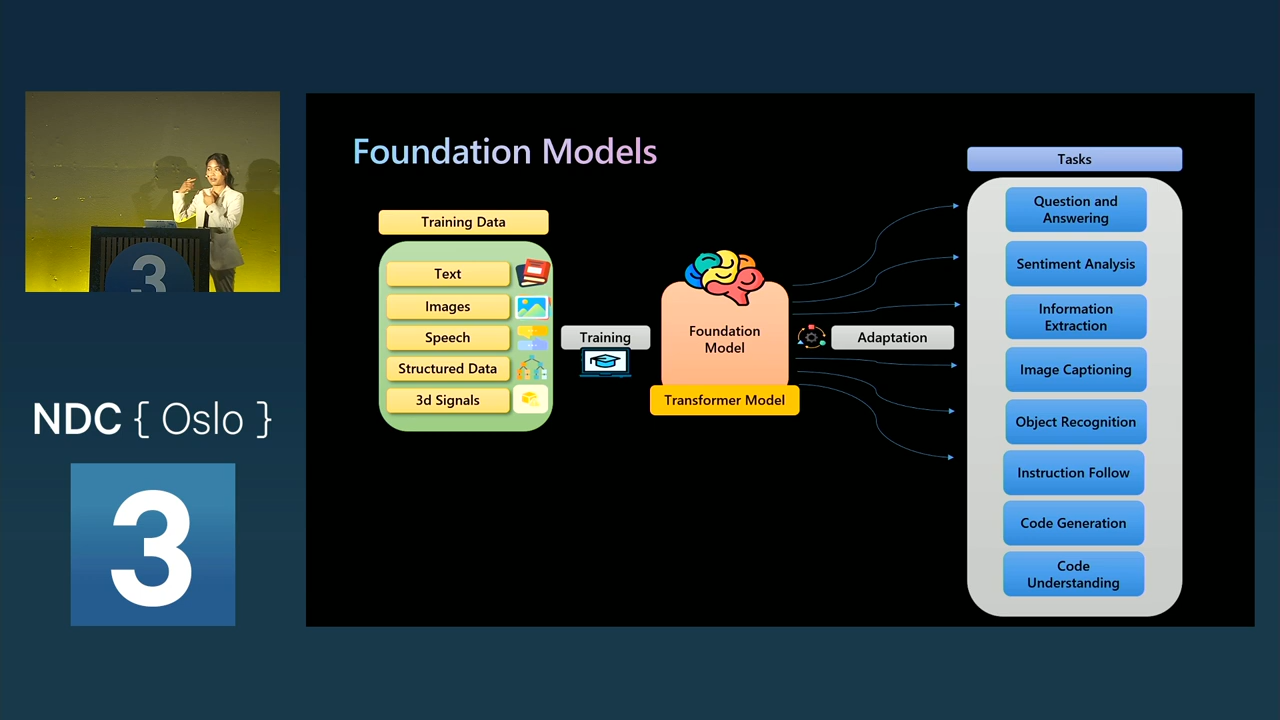 Foundation Models
Training Data
Text
Images
Speech
Structured Data
3d Signals
Training
Foundation
Model
Transformer Model
Adaptation
Tasks
Question and
Answering
Sentiment Analysis
Information
Extraction
Image Captioning
Object Recognition
Instruction Follow
Code Generation
Code
Understanding
3
NDC { Oslo }
3